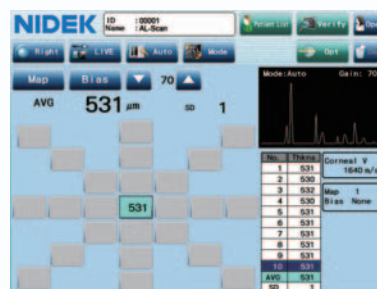 NIDEK
ID : 00001
Name : AL-Scan
Patient List
Verify
Ope
Right
LIVE
Auto
Mode
Opt
Map
Bias
70
AVG 531 μm SD 1
531
Mode:Auto Gain: 70
No. Thkns
1 531
2 530
3 532
4 530
5 531
6 531
7 531
8 531
9 531
10 531
AVG 531
SD 1
Corneal V
1640 m/s
Map 1
Bias None